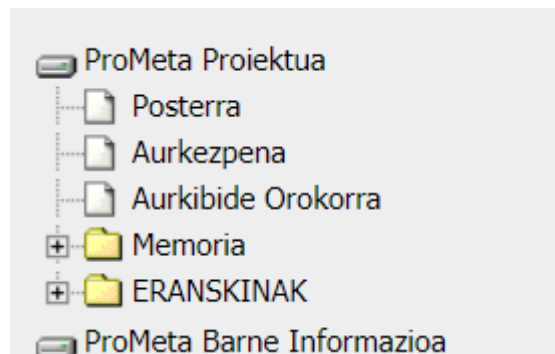 ProMeta Proiektua
Posterra
Aurkezpena
Aurkibide Orokorra
Memoria
ERANSKINAK
ProMeta Barne Informazioa